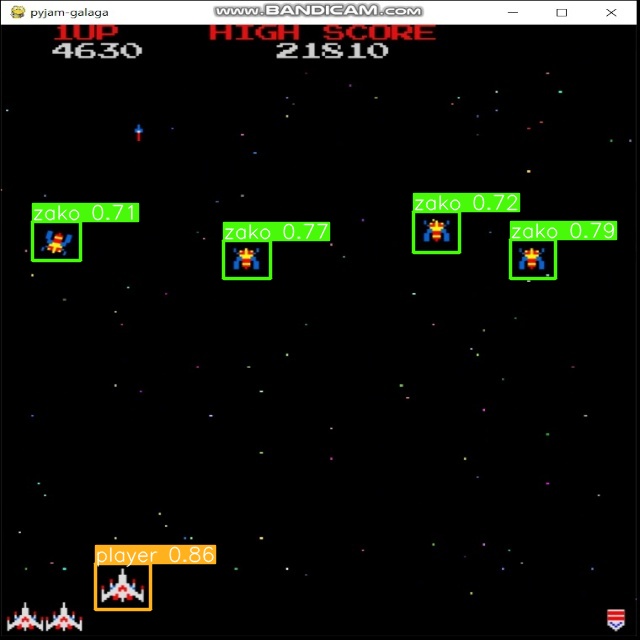 pyjam-galaga
www.BANDICAM.com
1UP HIGH SCORE
4630 21810
zako 0.71
zako 0.77
zako 0.72
zako 0.79
player 0.86